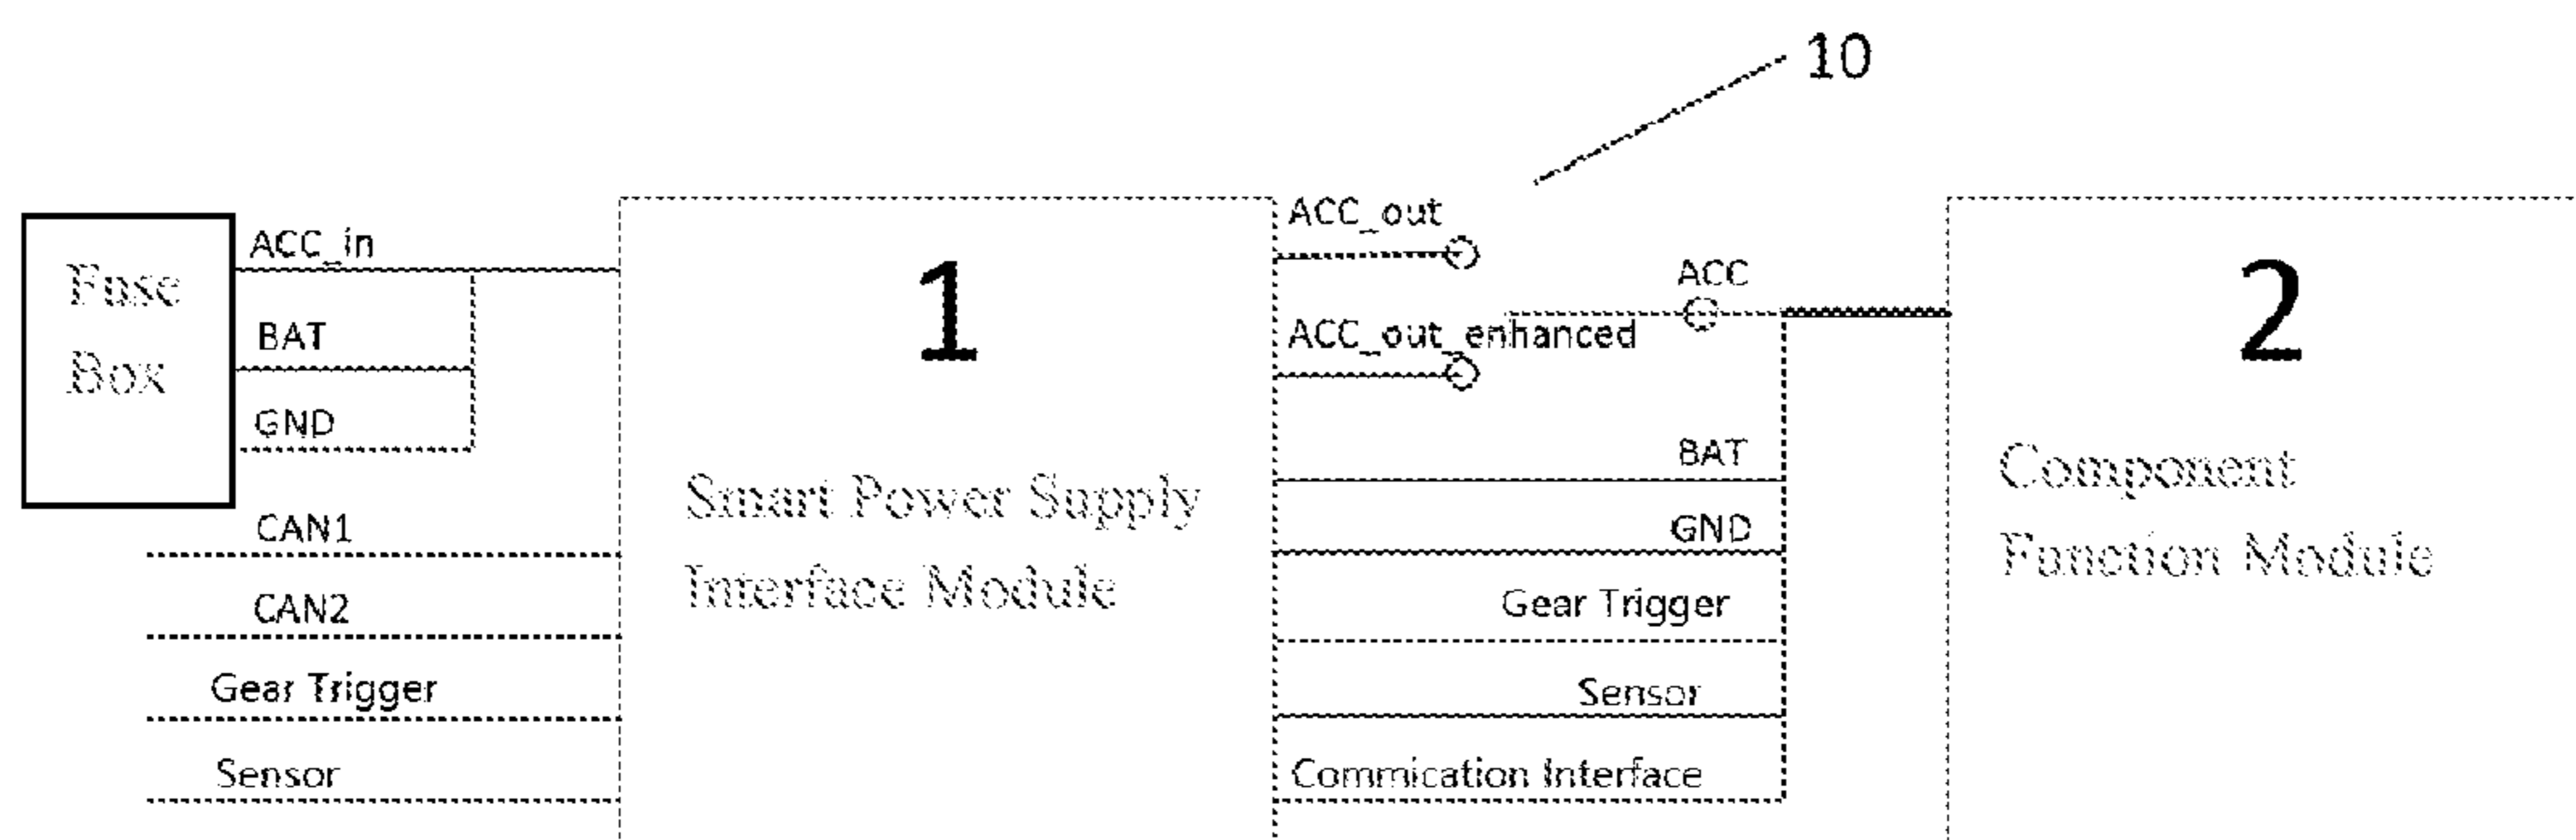 10
Fuse
Box
ACC_in
BAT
GND
CAN1
CAN2
Gear Trigger
Sensor
1
Smart Power Supply
Interface Module
ACC_out
ACC_out_enhanced
ACC
BAT
GND
Gear Trigger
Sensor
Commication Interface
2
Component
Function Module